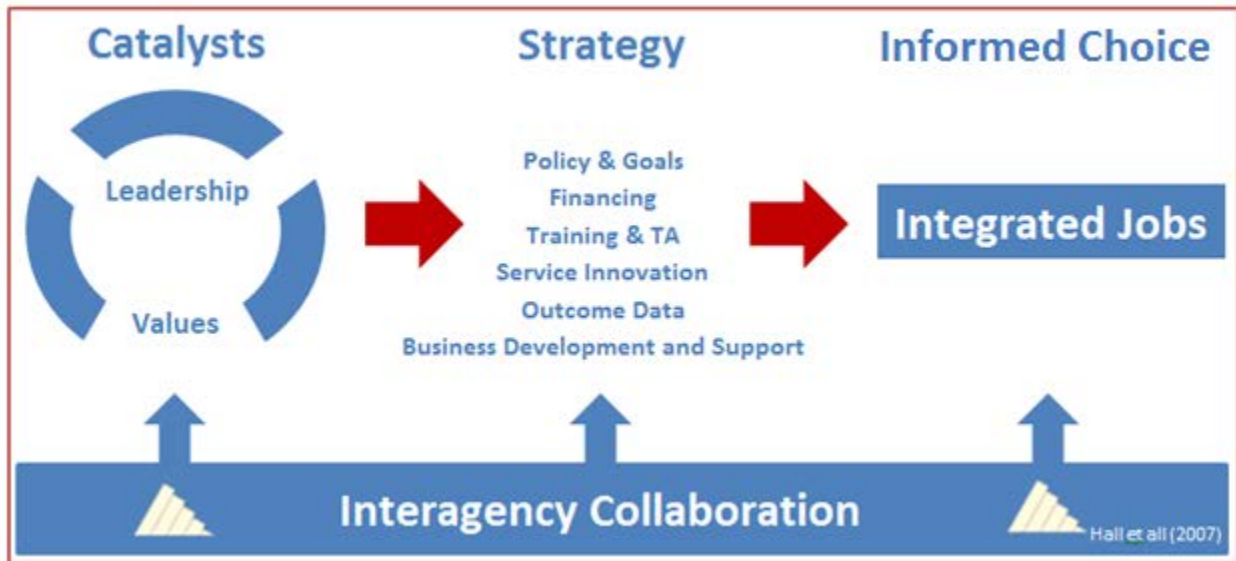 Catalysts
Leadership
Values
Strategy
Policy & Goals
Financing
Training & TA
Service Innovation
Outcome Data
Business Development and Support
Informed Choice
Integrated Jobs
Interagency Collaboration
Hall et all (2007)